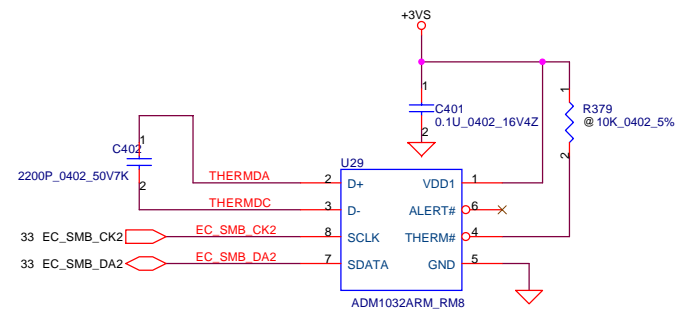 +3VS
1
C401
0.1U_0402_16V4Z
2
1
R379
@10K_0402_5%
2
1
C402
2200P_0402_50V7K
2
U29
THERMDA 2 D+ VDD1 1
THERMDC 3 D- ALERT# 6
33 EC_SMB_CK2 EC_SMB_CK2 8 SCLK THERM# 4
33 EC_SMB_DA2 EC_SMB_DA2 7 SDATA GND 5
ADM1032ARM_RM8